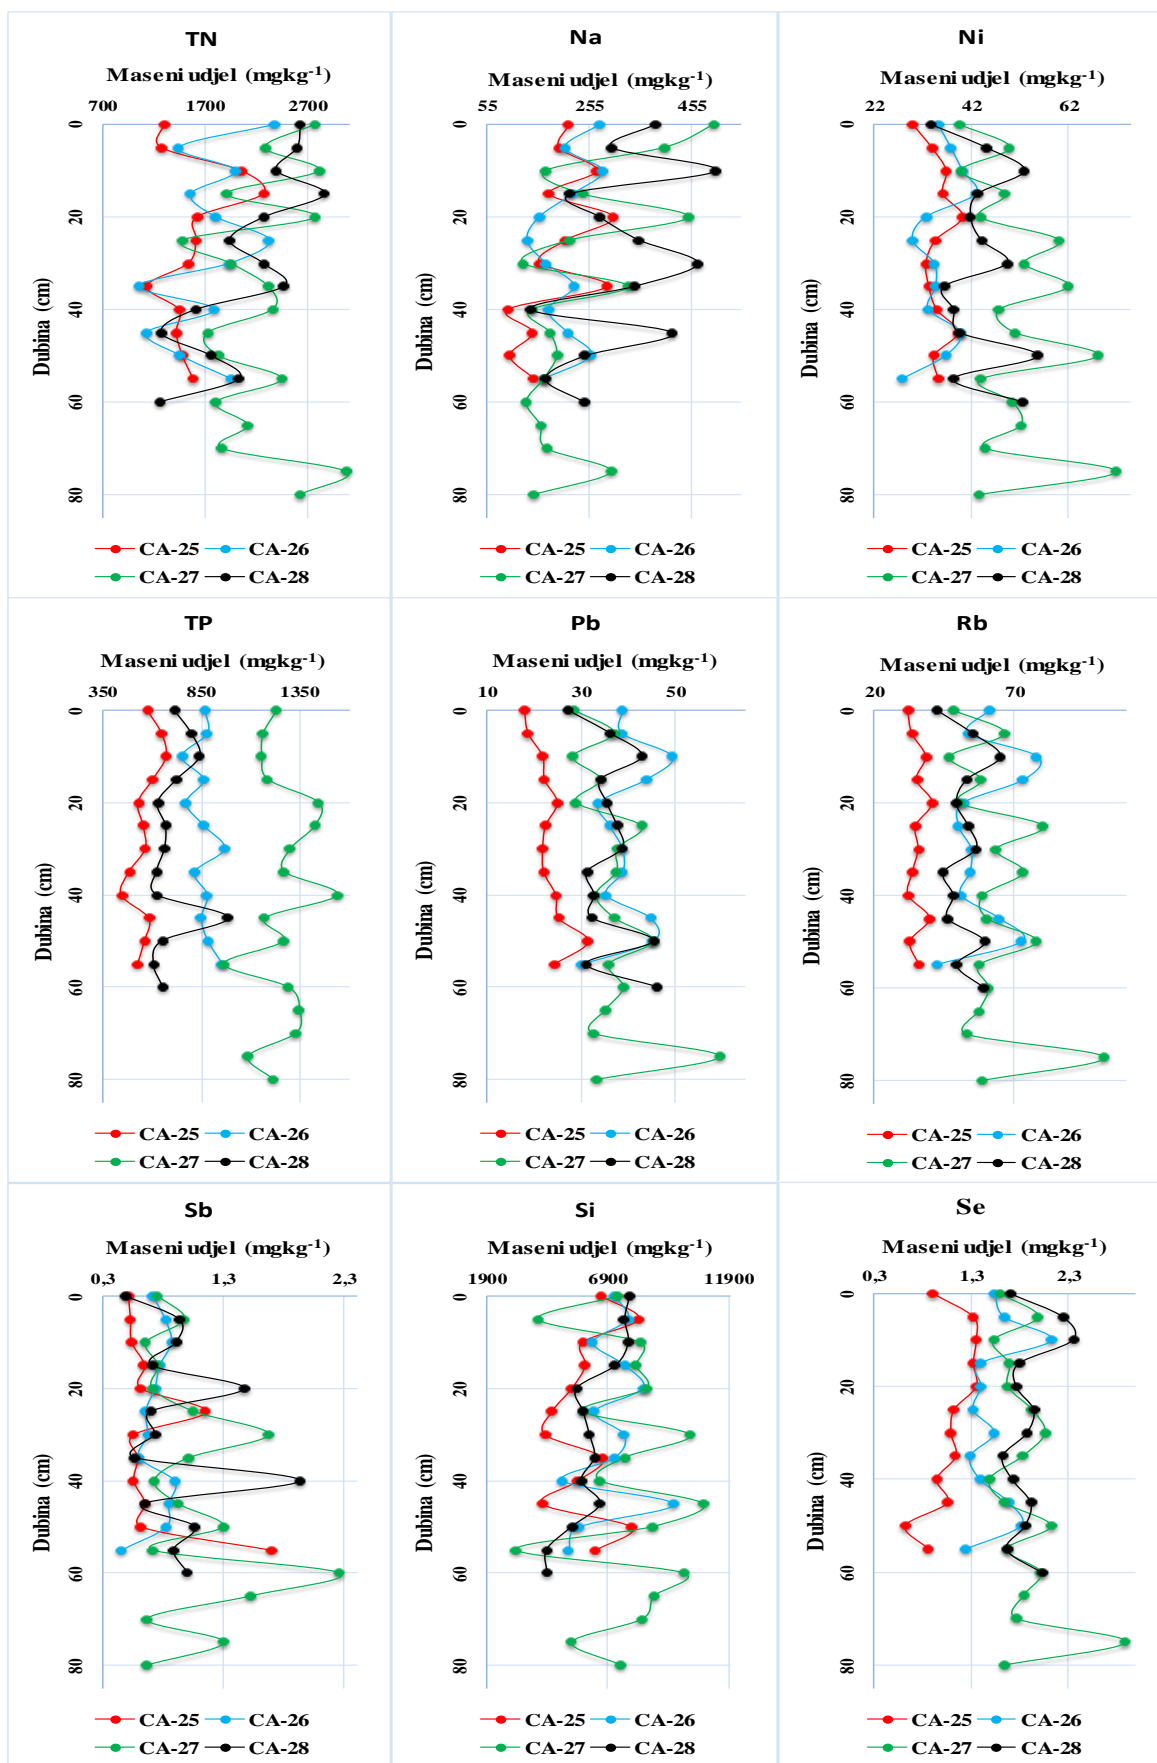 TN
Maseni udjel (mgkg⁻¹)
700 1700 2700
0
20
40
60
80
Dubina (cm)
CA-25 CA-26
CA-27 CA-28
Na
Maseni udjel (mgkg⁻¹)
55 255 455
0
20
40
60
80
Dubina (cm)
CA-25 CA-26
CA-27 CA-28
Ni
Maseni udjel (mgkg⁻¹)
22 42 62
0
20
40
60
80
Dubina (cm)
CA-25 CA-26
CA-27 CA-28
TP
Maseni udjel (mgkg⁻¹)
350 850 1350
0
20
40
60
80
Dubina (cm)
CA-25 CA-26
CA-27 CA-28
Pb
Maseni udjel (mgkg⁻¹)
10 30 50
0
20
40
60
80
Dubina (cm)
CA-25 CA-26
CA-27 CA-28
Rb
Maseni udjel (mgkg⁻¹)
20 70
0
20
40
60
80
Dubina (cm)
CA-25 CA-26
CA-27 CA-28
Sb
Maseni udjel (mgkg⁻¹)
0,3 1,3 2,3
0
20
40
60
80
Dubina (cm)
CA-25 CA-26
CA-27 CA-28
Si
Maseni udjel (mgkg⁻¹)
1900 6900 11900
0
20
40
60
80
Dubina (cm)
CA-25 CA-26
CA-27 CA-28
Se
Maseni udjel (mgkg⁻¹)
0,3 1,3 2,3
0
20
40
60
80
Dubina (cm)
CA-25 CA-26
CA-27 CA-28